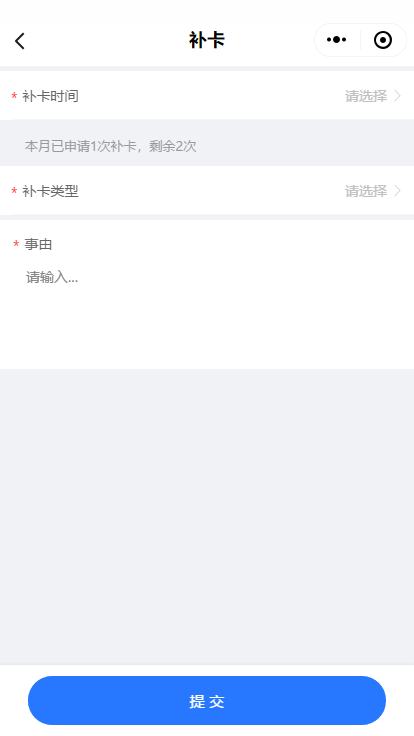 补卡
* 补卡时间 请选择
本月已申请1次补卡，剩余2次
* 补卡类型 请选择
* 事由
请输入...
提交